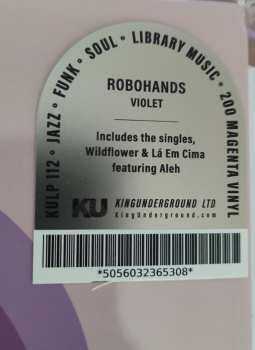 KULP 112 • JAZZ • FUNK • SOUL • LIBRARY MUSIC • 200 MAGENTA VINYL
ROBOHANDS
VIOLET
Includes the singles,
Wildflower & Lá Em Cima
featuring Aleh
KU KINGUNDERGROUND LTD
KingUnderground.com
*5056032365308*